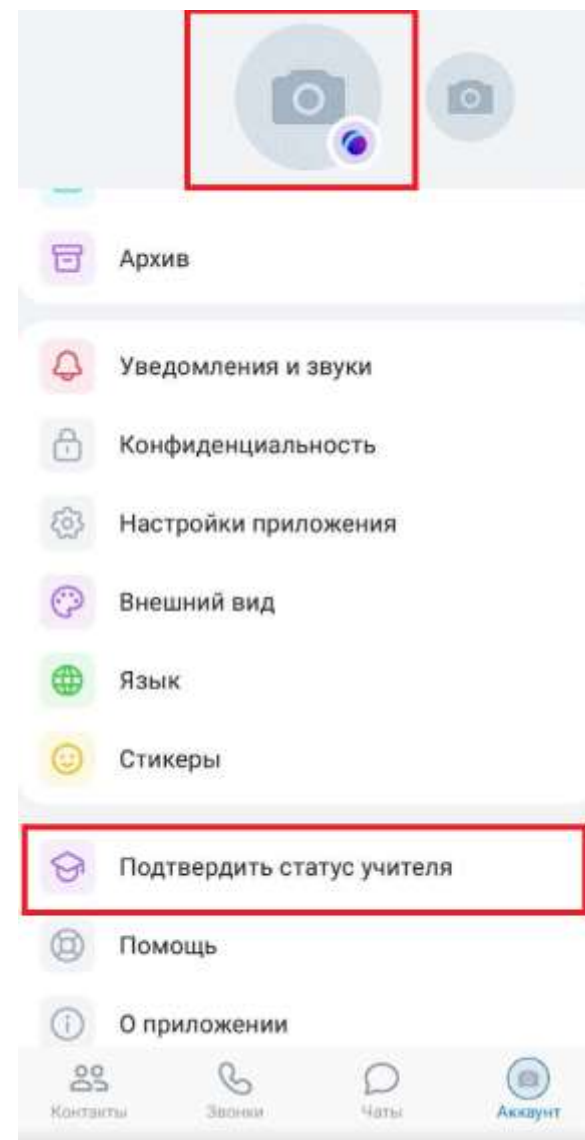 Архив
Уведомления и звуки
Конфиденциальность
Настройки приложения
Внешний вид
Язык
Стикеры
Подтвердить статус учителя
Помощь
О приложении
Контакты Звонки Чаты Аккаунт